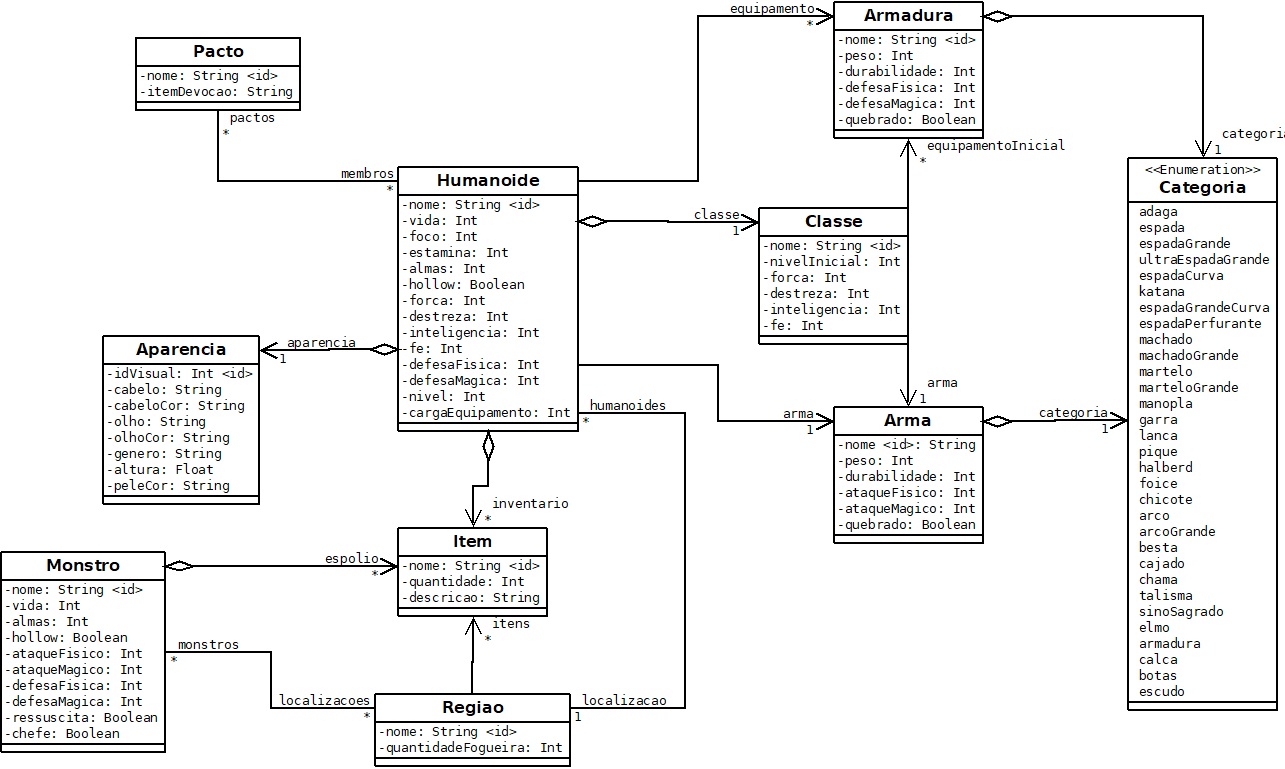 Pacto
-nome: String <id>
-itemDevocao: String
pactos
*
membros
*
equipamento
*
Armadura
-nome: String <id>
-peso: Int
-durabilidade: Int
-defesaFisica: Int
-defesaMagica: Int
-quebrado: Boolean
equipamentoInicial
*
categoria
1
Humanoide
-nome: String <id>
-vida: Int
-foco: Int
-estamina: Int
-almas: Int
-hollow: Boolean
-forca: Int
-destreza: Int
-inteligencia: Int
-fe: Int
-defesaFisica: Int
-defesaMagica: Int
-nivel: Int
-cargaEquipamento: Int
classe
1
Classe
-nome: String <id>
-nivelInicial: Int
-forca: Int
-destreza: Int
-inteligencia: Int
-fe: Int
<<Enumeration>>
Categoria
adaga
espada
espadaGrande
ultraEspadaGrande
espadaCurva
katana
espadaGrandeCurva
espadaPerfurante
machado
machadoGrande
martelo
marteloGrande
manopla
garra
lanca
pique
halberd
foice
chicote
arco
arcoGrande
besta
cajado
chama
talisma
sinoSagrado
elmo
armadura
calca
botas
escudo
Aparencia
-idVisual: Int <id>
-cabelo: String
-cabeloCor: String
-olho: String
-olhoCor: String
-genero: String
-altura: Float
-peleCor: String
aparencia
1
humanoides
*
arma
1
arma
1
Arma
-nome <id>: String
-peso: Int
-durabilidade: Int
-ataqueFisico: Int
-ataqueMagico: Int
-quebrado: Boolean
categoria
1
inventario
*
Item
-nome: String <id>
-quantidade: Int
-descricao: String
espolio
*
Monstro
-nome: String <id>
-vida: Int
-almas: Int
-hollow: Boolean
-ataqueFisico: Int
-ataqueMagico: Int
-defesaFisica: Int
-defesaMagica: Int
-ressuscita: Boolean
-chefe: Boolean
itens
*
monstros
*
localizacoes
*
localizacao
1
Regiao
-nome: String <id>
-quantidadeFogueira: Int